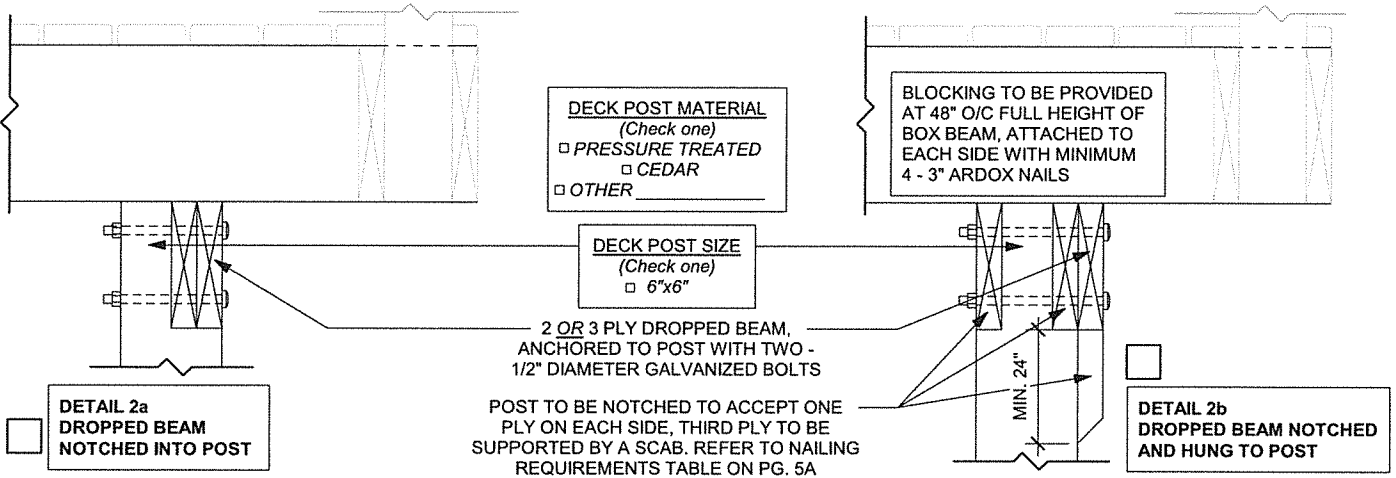 DECK POST MATERIAL
(Check one)
□ PRESSURE TREATED
□ CEDAR
□ OTHER
BLOCKING TO BE PROVIDED
AT 48" O/C FULL HEIGHT OF
BOX BEAM, ATTACHED TO
EACH SIDE WITH MINIMUM
4 - 3" ARDOX NAILS
DECK POST SIZE
(Check one)
□ 6"x6"
2 OR 3 PLY DROPPED BEAM,
ANCHORED TO POST WITH TWO -
1/2" DIAMETER GALVANIZED BOLTS
POST TO BE NOTCHED TO ACCEPT ONE
PLY ON EACH SIDE, THIRD PLY TO BE
SUPPORTED BY A SCAB. REFER TO NAILING
REQUIREMENTS TABLE ON PG. 5A
MIN. 24"
DETAIL 2a
DROPPED BEAM
NOTCHED INTO POST
DETAIL 2b
DROPPED BEAM NOTCHED
AND HUNG TO POST